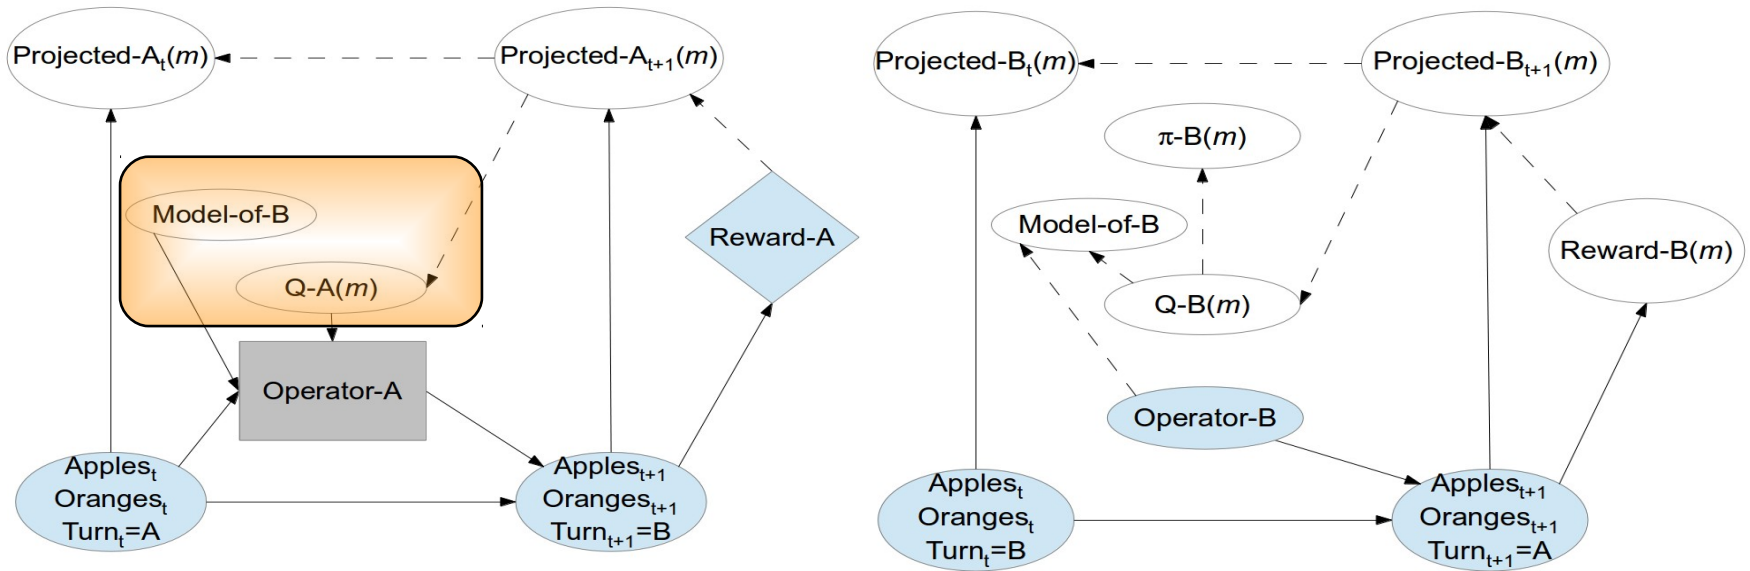 Projected-Aₜ(m)
Projected-Aₜ₊₁(m)
Model-of-B
Q-A(m)
Reward-A
Operator-A
Applesₜ
Orangesₜ
Turnₜ=A
Applesₜ₊₁
Orangesₜ₊₁
Turnₜ₊₁=B
Projected-Bₜ(m)
Projected-Bₜ₊₁(m)
π-B(m)
Model-of-B
Q-B(m)
Reward-B(m)
Operator-B
Applesₜ
Orangesₜ
Turnₜ=B
Applesₜ₊₁
Orangesₜ₊₁
Turnₜ₊₁=A